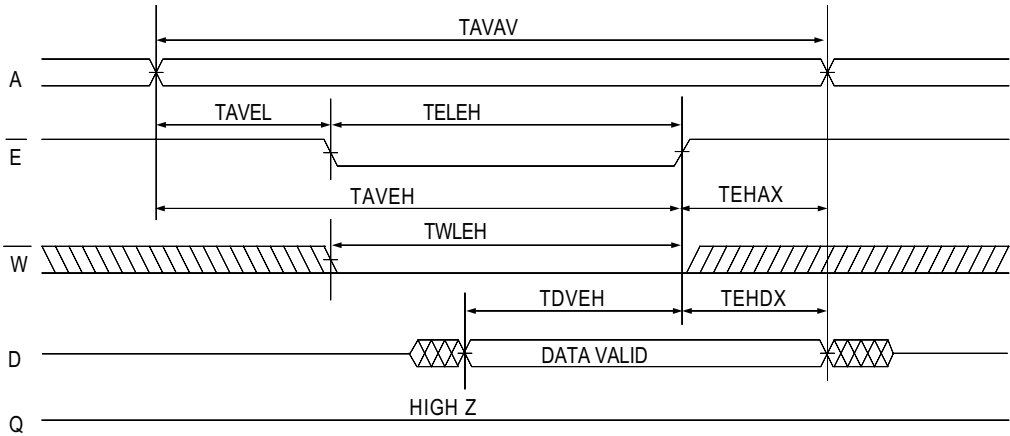 TAVAV
A
TAVEL TELEH
E
TAVEH TEHAX
TWLEH
W
TDVEH TEHDX
D DATA VALID
HIGH Z
Q